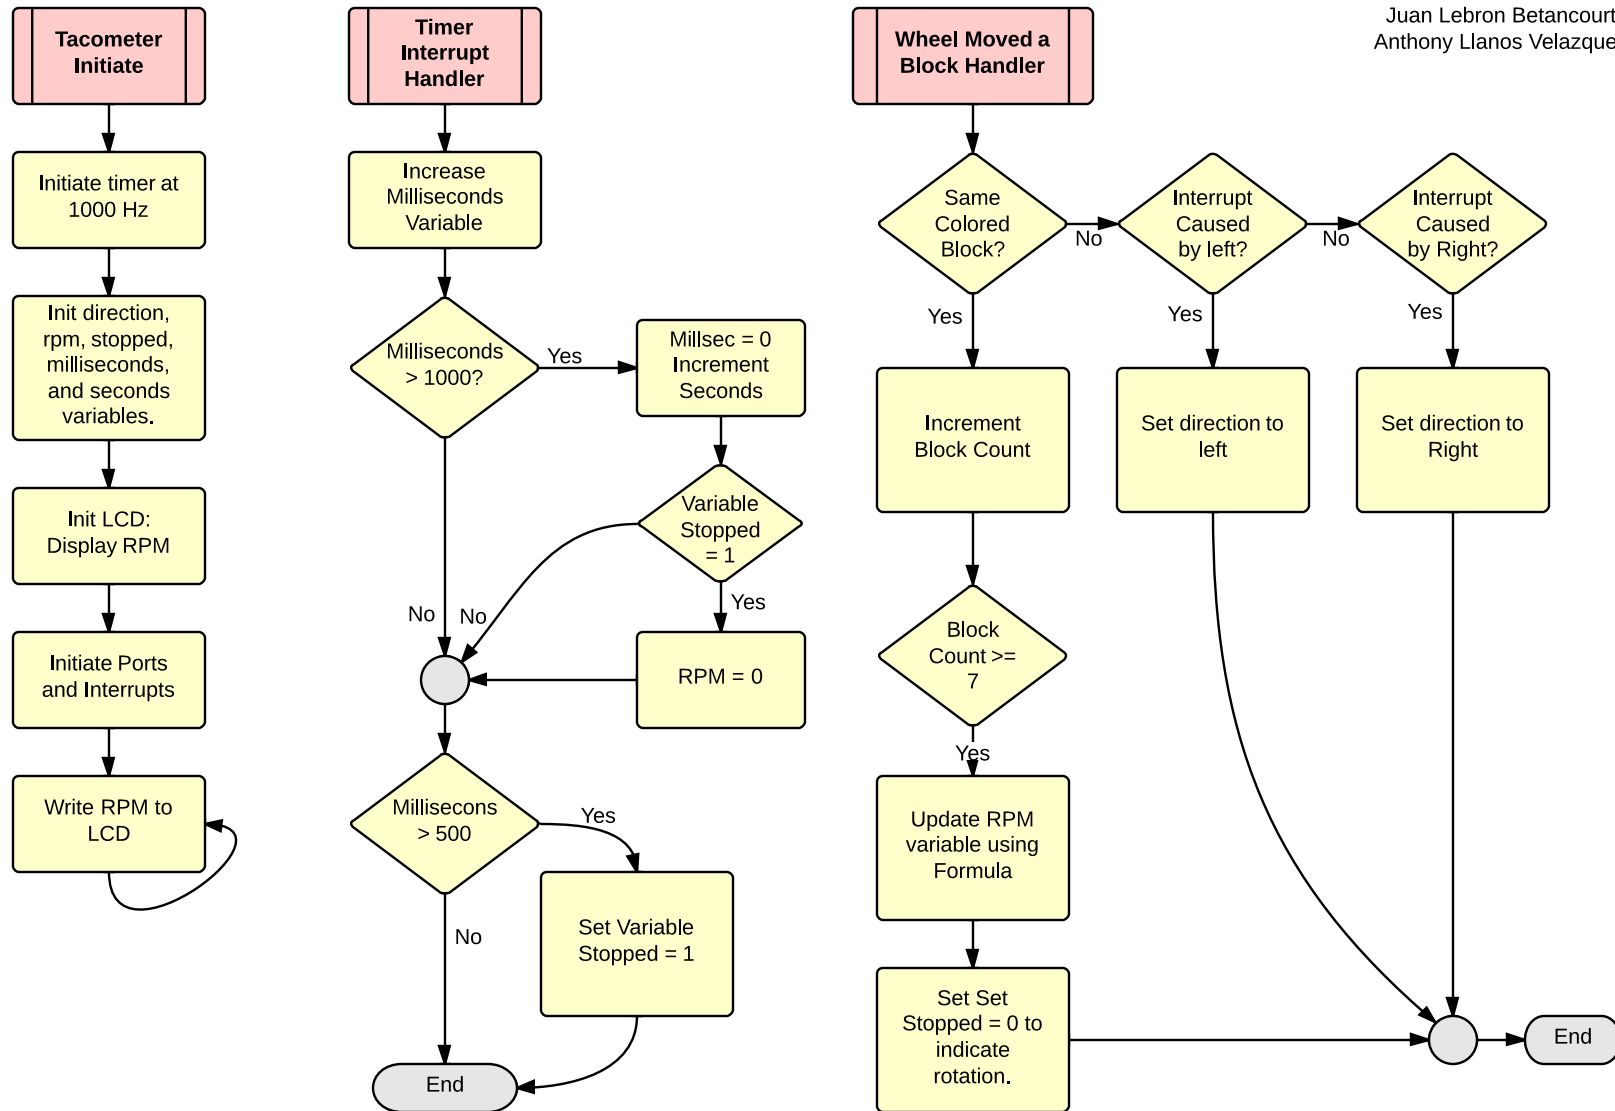 Juan Lebron Betancourt
Anthony Llanos Velazque
Tacometer
Initiate
Initiate timer at
1000 Hz
Init direction,
rpm, stopped,
milliseconds,
and seconds
variables.
Init LCD:
Display RPM
Initiate Ports
and Interrupts
Write RPM to
LCD
Timer
Interrupt
Handler
Increase
Milliseconds
Variable
Milliseconds
> 1000?
Yes
Millsec = 0
Increment
Seconds
Variable
Stopped
= 1
No
No
Yes
RPM = 0
Millisecons
> 500
Yes
No
Set Variable
Stopped = 1
End
Wheel Moved a
Block Handler
Same
Colored
Block?
No
Interrupt
Caused
by left?
No
Interrupt
Caused
by Right?
Yes
Yes
Yes
Increment
Block Count
Set direction to
left
Set direction to
Right
Block
Count >=
7
Yes
Update RPM
variable using
Formula
Set Set
Stopped = 0 to
indicate
rotation.
End